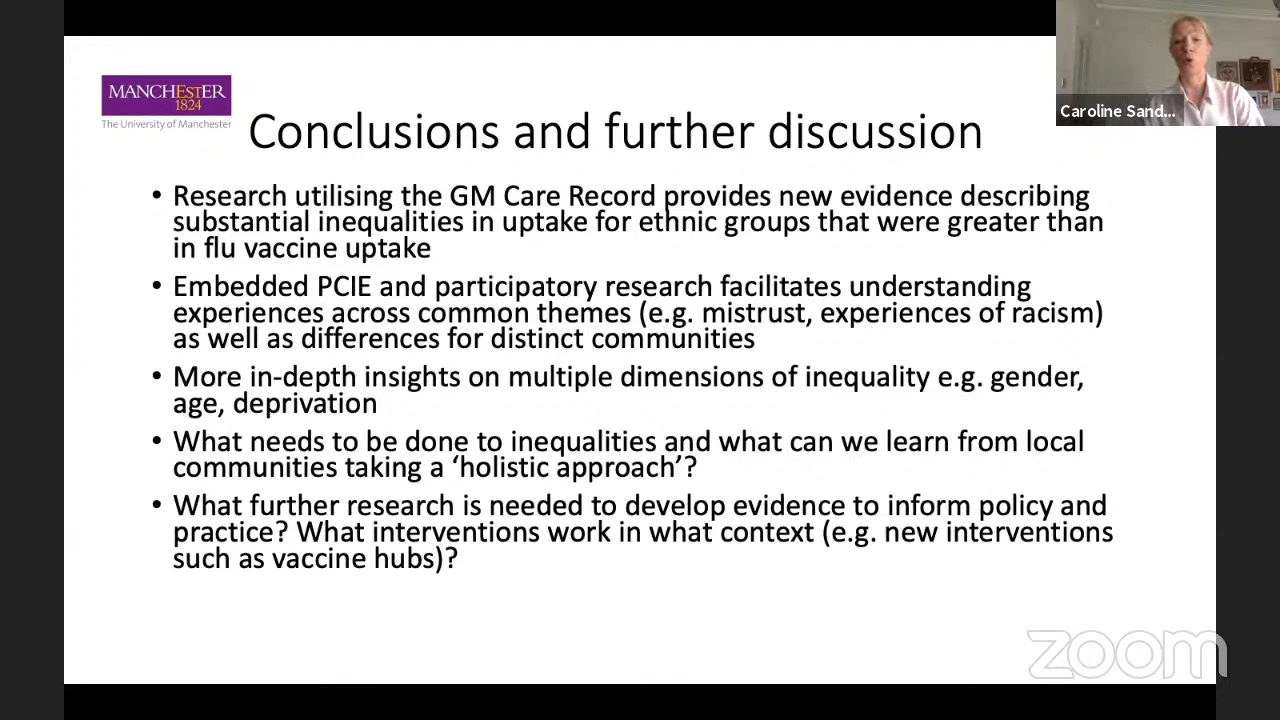 MANCHESTER
1824
The University of Manchester
Caroline Sand...
Conclusions and further discussion
• Research utilising the GM Care Record provides new evidence describing
substantial inequalities in uptake for ethnic groups that were greater than
in flu vaccine uptake
• Embedded PCIE and participatory research facilitates understanding
experiences across common themes (e.g. mistrust, experiences of racism)
as well as differences for distinct communities
• More in-depth insights on multiple dimensions of inequality e.g. gender,
age, deprivation
• What needs to be done to inequalities and what can we learn from local
communities taking a ‘holistic approach’?
• What further research is needed to develop evidence to inform policy and
practice? What interventions work in what context (e.g. new interventions
such as vaccine hubs)?
zoom